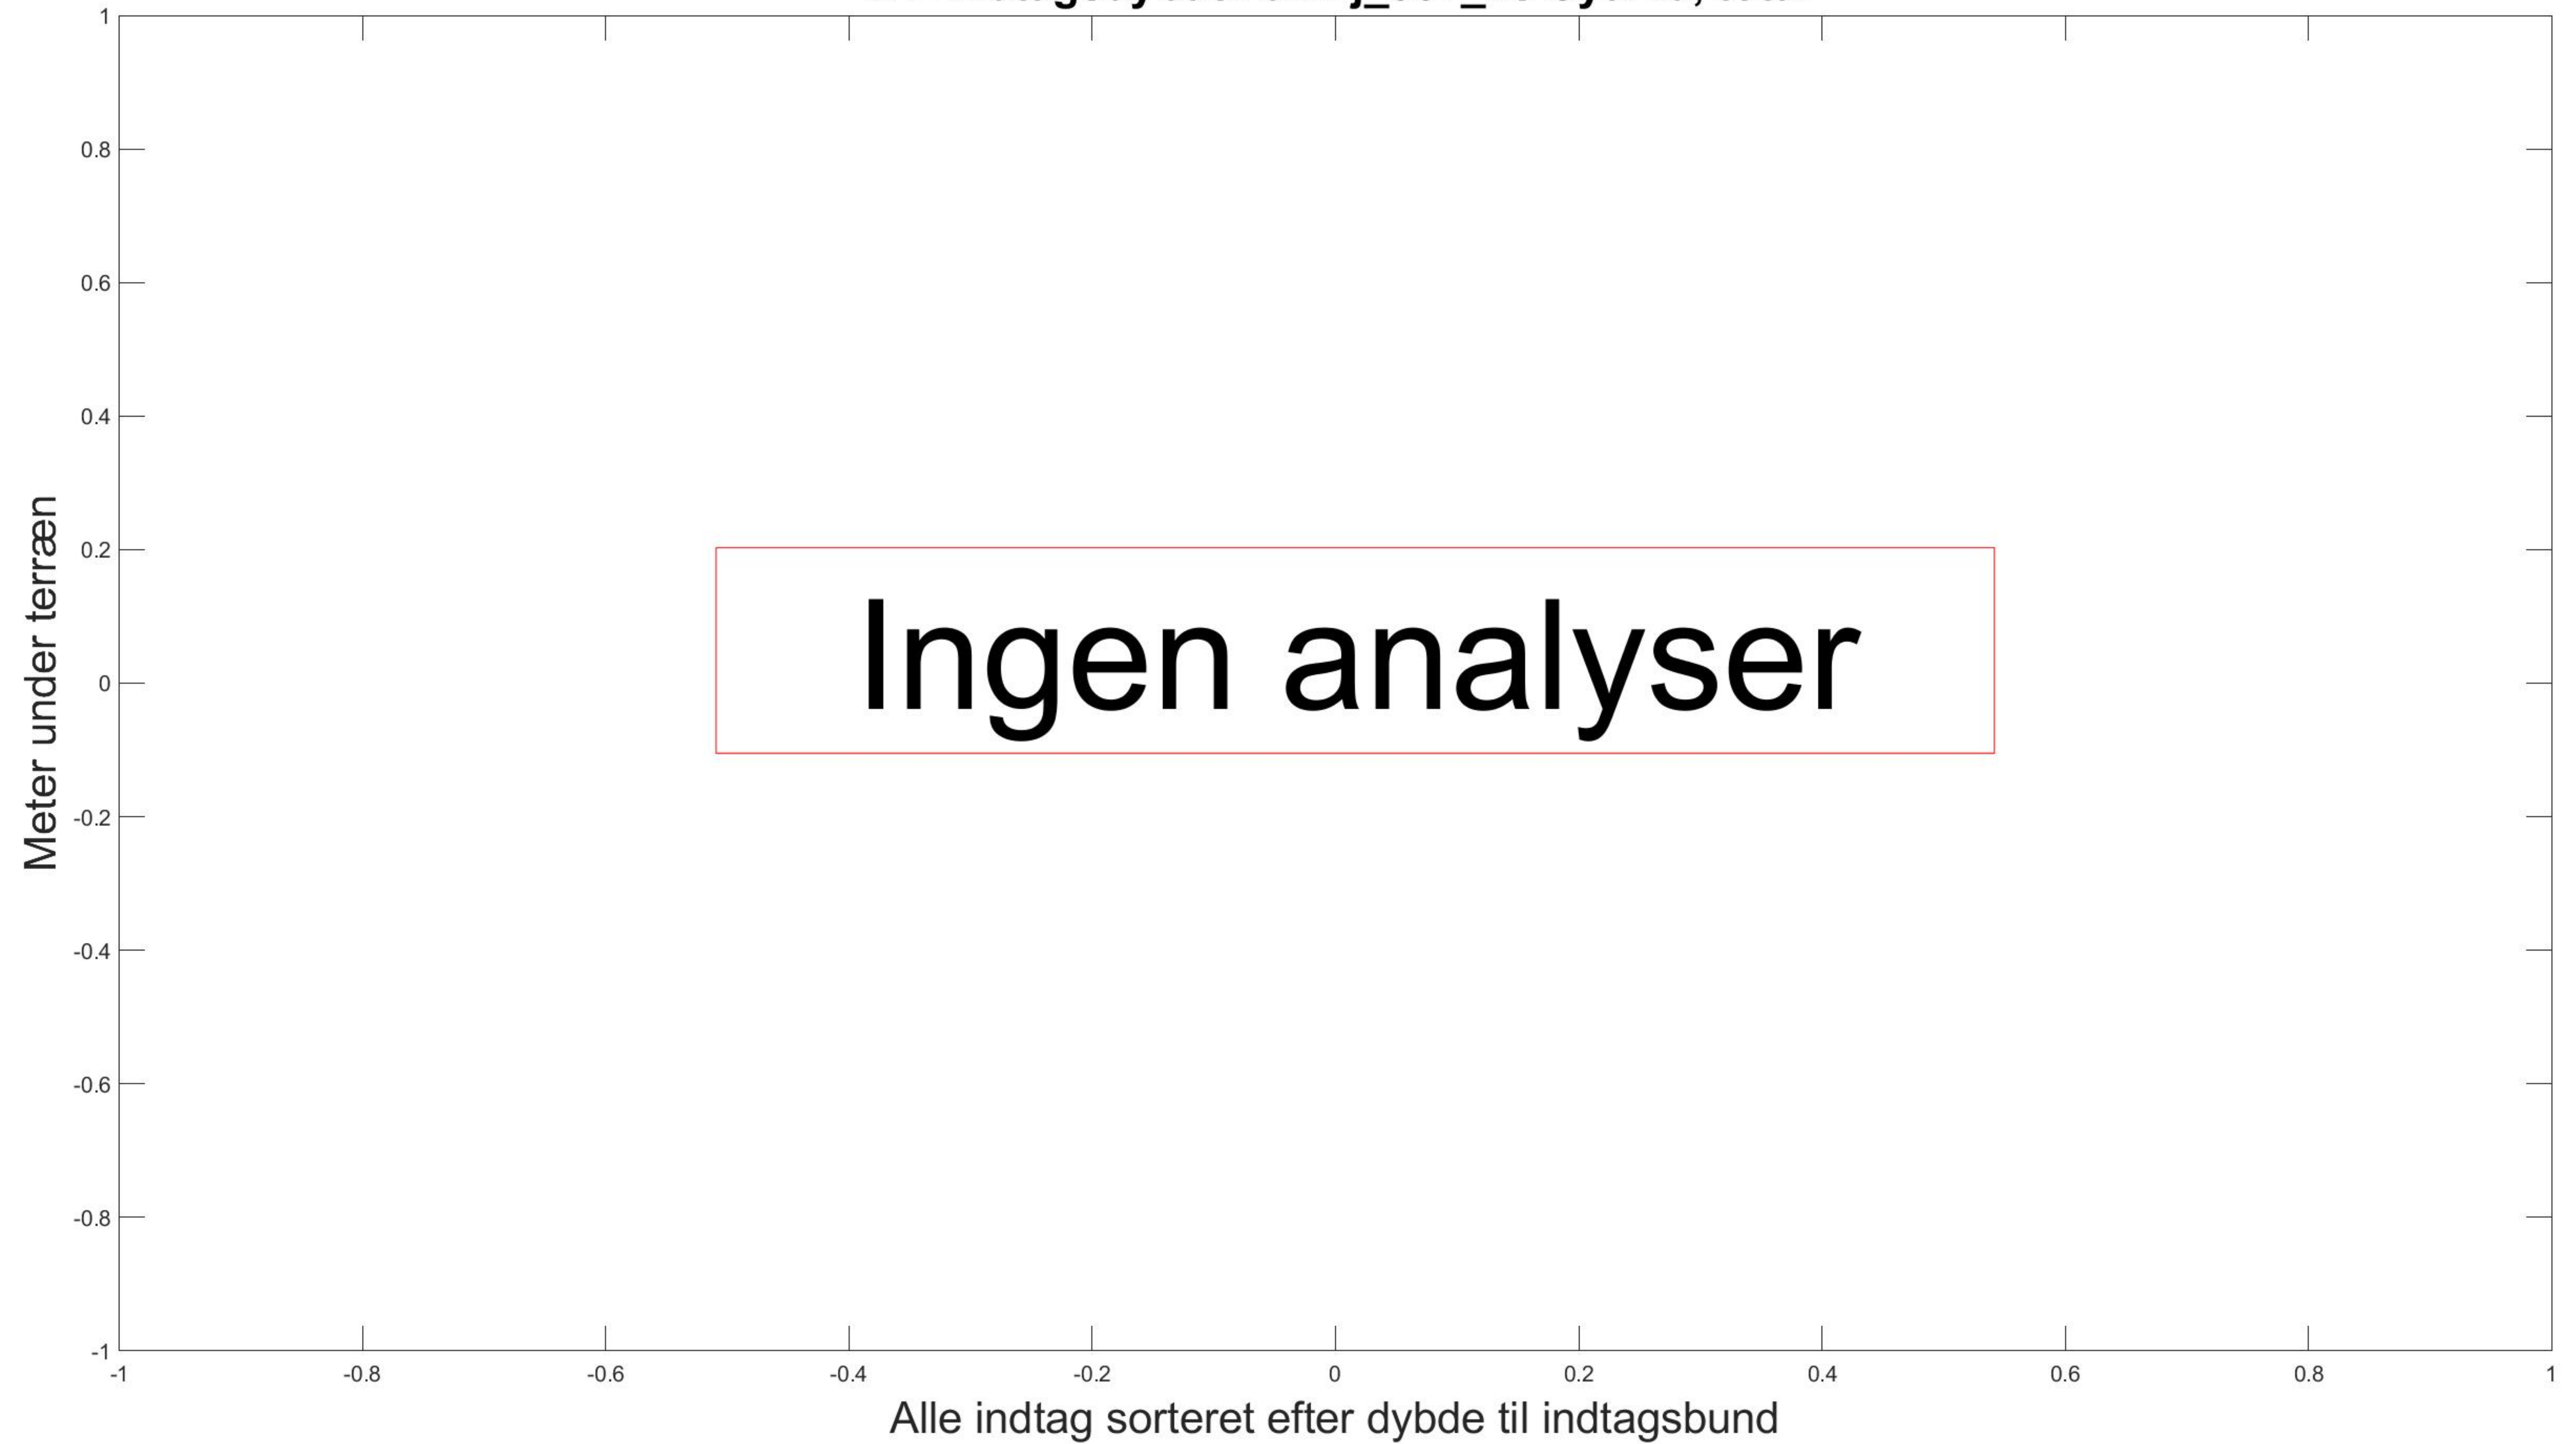 1
0.8
0.6
0.4
0.2
0
-0.2
-0.4
-0.6
-0.8
-1
Meter under terræn
Ingen analyser
-1 -0.8 -0.6 -0.4 -0.2 0 0.2 0.4 0.6 0.8 1
Alle indtag sorteret efter dybde til indtagsbund